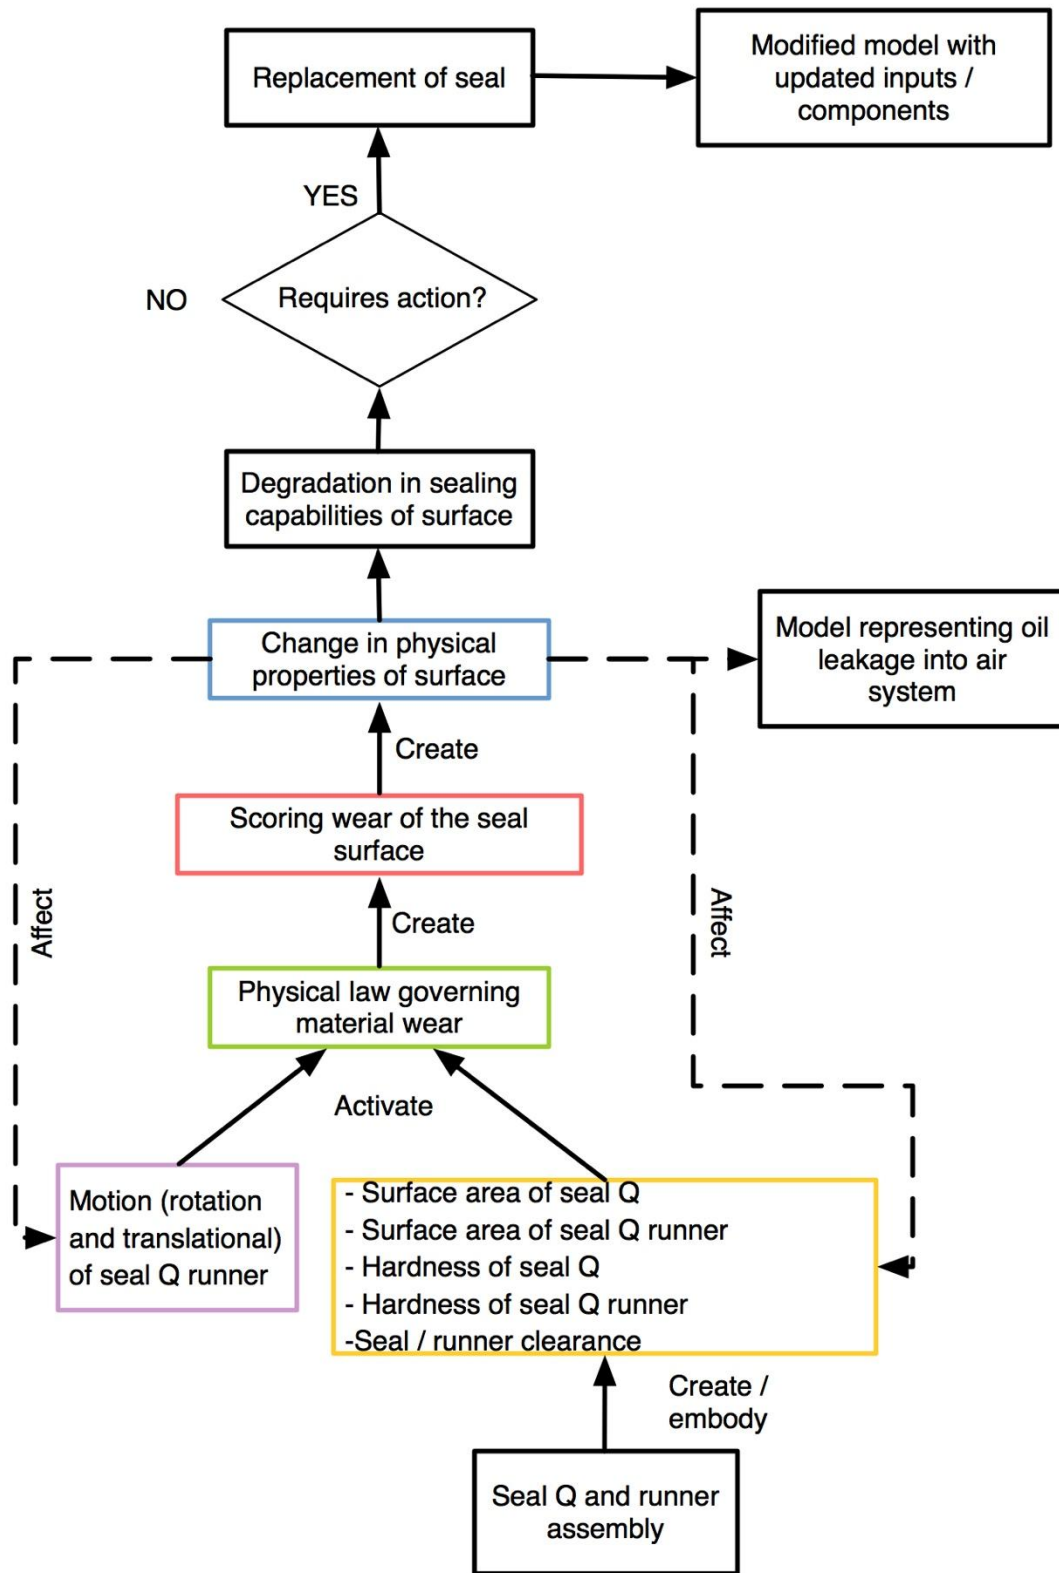 Replacement of seal
Modified model with
updated inputs /
components
YES
NO
Requires action?
Degradation in sealing
capabilities of surface
Change in physical
properties of surface
Model representing oil
leakage into air
system
Create
Scoring wear of the seal
surface
Affect
Affect
Create
Physical law governing
material wear
Activate
Motion (rotation
and translational)
of seal Q runner
- Surface area of seal Q
- Surface area of seal Q runner
- Hardness of seal Q
- Hardness of seal Q runner
-Seal / runner clearance
Create /
embody
Seal Q and runner
assembly